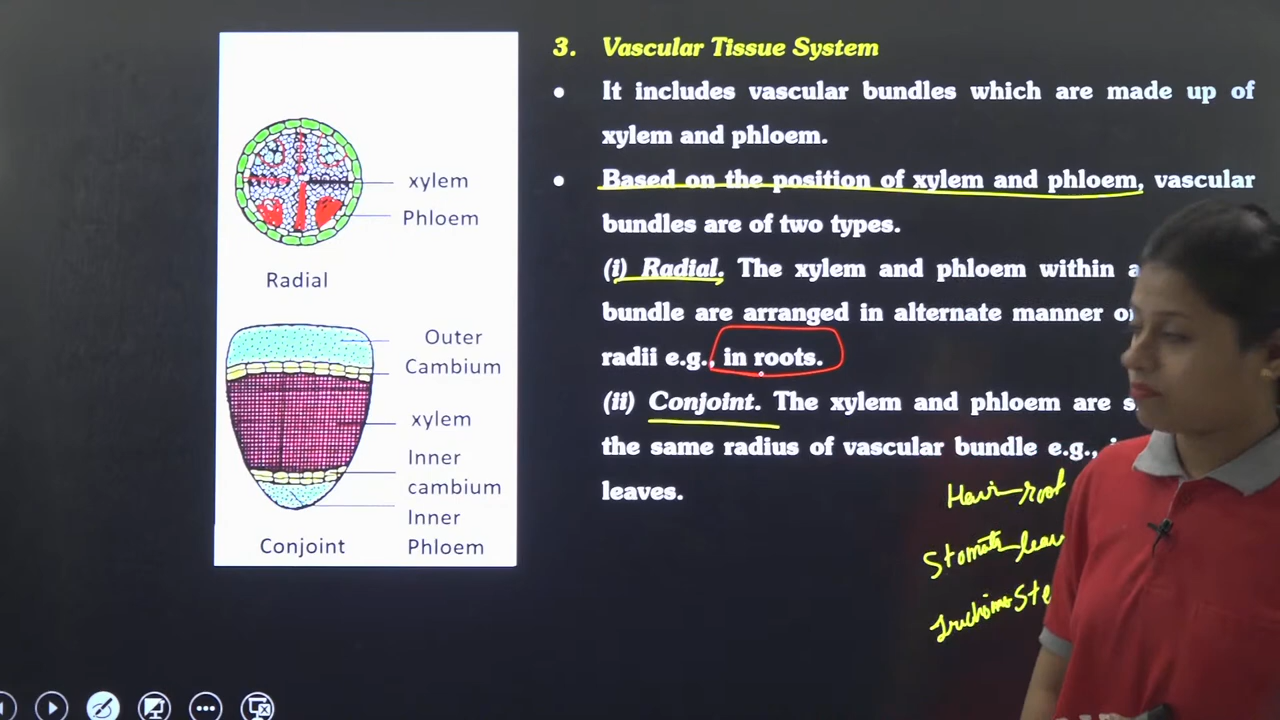 3. Vascular Tissue System
• It includes vascular bundles which are made up of
xylem and phloem.
• Based on the position of xylem and phloem, vascular
bundles are of two types.
(i) Radial. The xylem and phloem within
bundle are arranged in alternate manner
radii e.g., in roots.
(ii) Conjoint. The xylem and phloem are
the same radius of vascular bundle e.g.,
leaves.
xylem
Phloem
Radial
Outer
Cambium
xylem
Inner
cambium
Inner
Phloem
Conjoint
root
Stomata